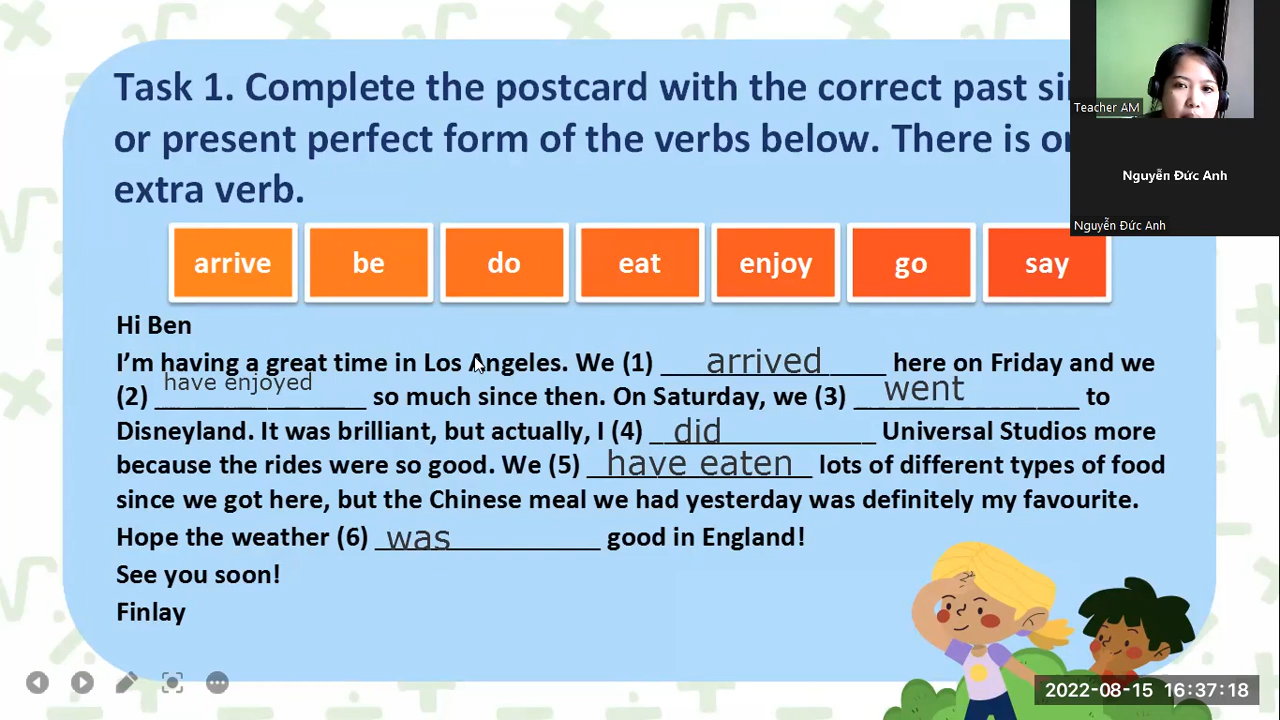 Task 1. Complete the postcard with the correct past si
or present perfect form of the verbs below. There is
extra verb.
arrive be do eat enjoy go say
Hi Ben
I’m having a great time in Los Angeles. We (1) arrived here on Friday and we
(2) have enjoyed so much since then. On Saturday, we (3) went to
Disneyland. It was brilliant, but actually, I (4) did Universal Studios more
because the rides were so good. We (5) have eaten lots of different types of food
since we got here, but the Chinese meal we had yesterday was definitely my favourite.
Hope the weather (6) was good in England!
See you soon!
Finlay
Teacher AM
Nguyễn Đức Anh
Nguyễn Đức Anh
2022-08-15 16:37:18